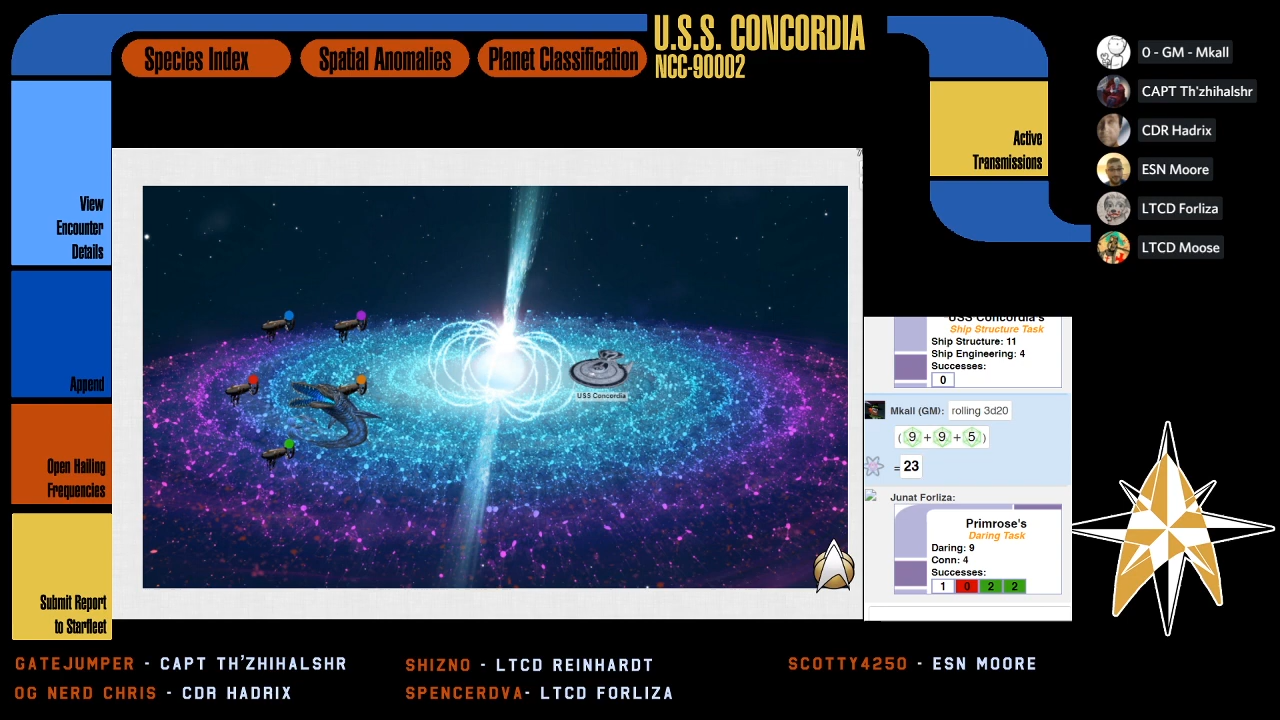 Species Index
Spatial Anomalies
Planet Classification
U.S.S. CONCORDIA
NCC-90002
View
Encounter
Details
Append
Open Hailing
Frequencies
Submit Report
to Starfleet
Active
Transmissions
0 - GM - Mkall
CAPT Th'zhihalshr
CDR Hadrix
ESN Moore
LTCD Forliza
LTCD Moose
USS Concordia
USS Concordia's
Ship Structure Task
Ship Structure: 11
Ship Engineering: 4
Successes:
0
Mkall (GM): rolling 3d20
(9+9+5)
=23
Junat Forliza:
Primrose's
Daring Task
Daring: 9
Conn: 4
Successes:
1 0 2 2
GATEJUMPER - CAPT TH'ZHIHALSHR
OG NERD CHRIS - CDR HADRIX
SHIZNO - LTCD REINHARDT
SPENCERDVA- LTCD FORLIZA
SCOTTY4250 - ESN MOORE